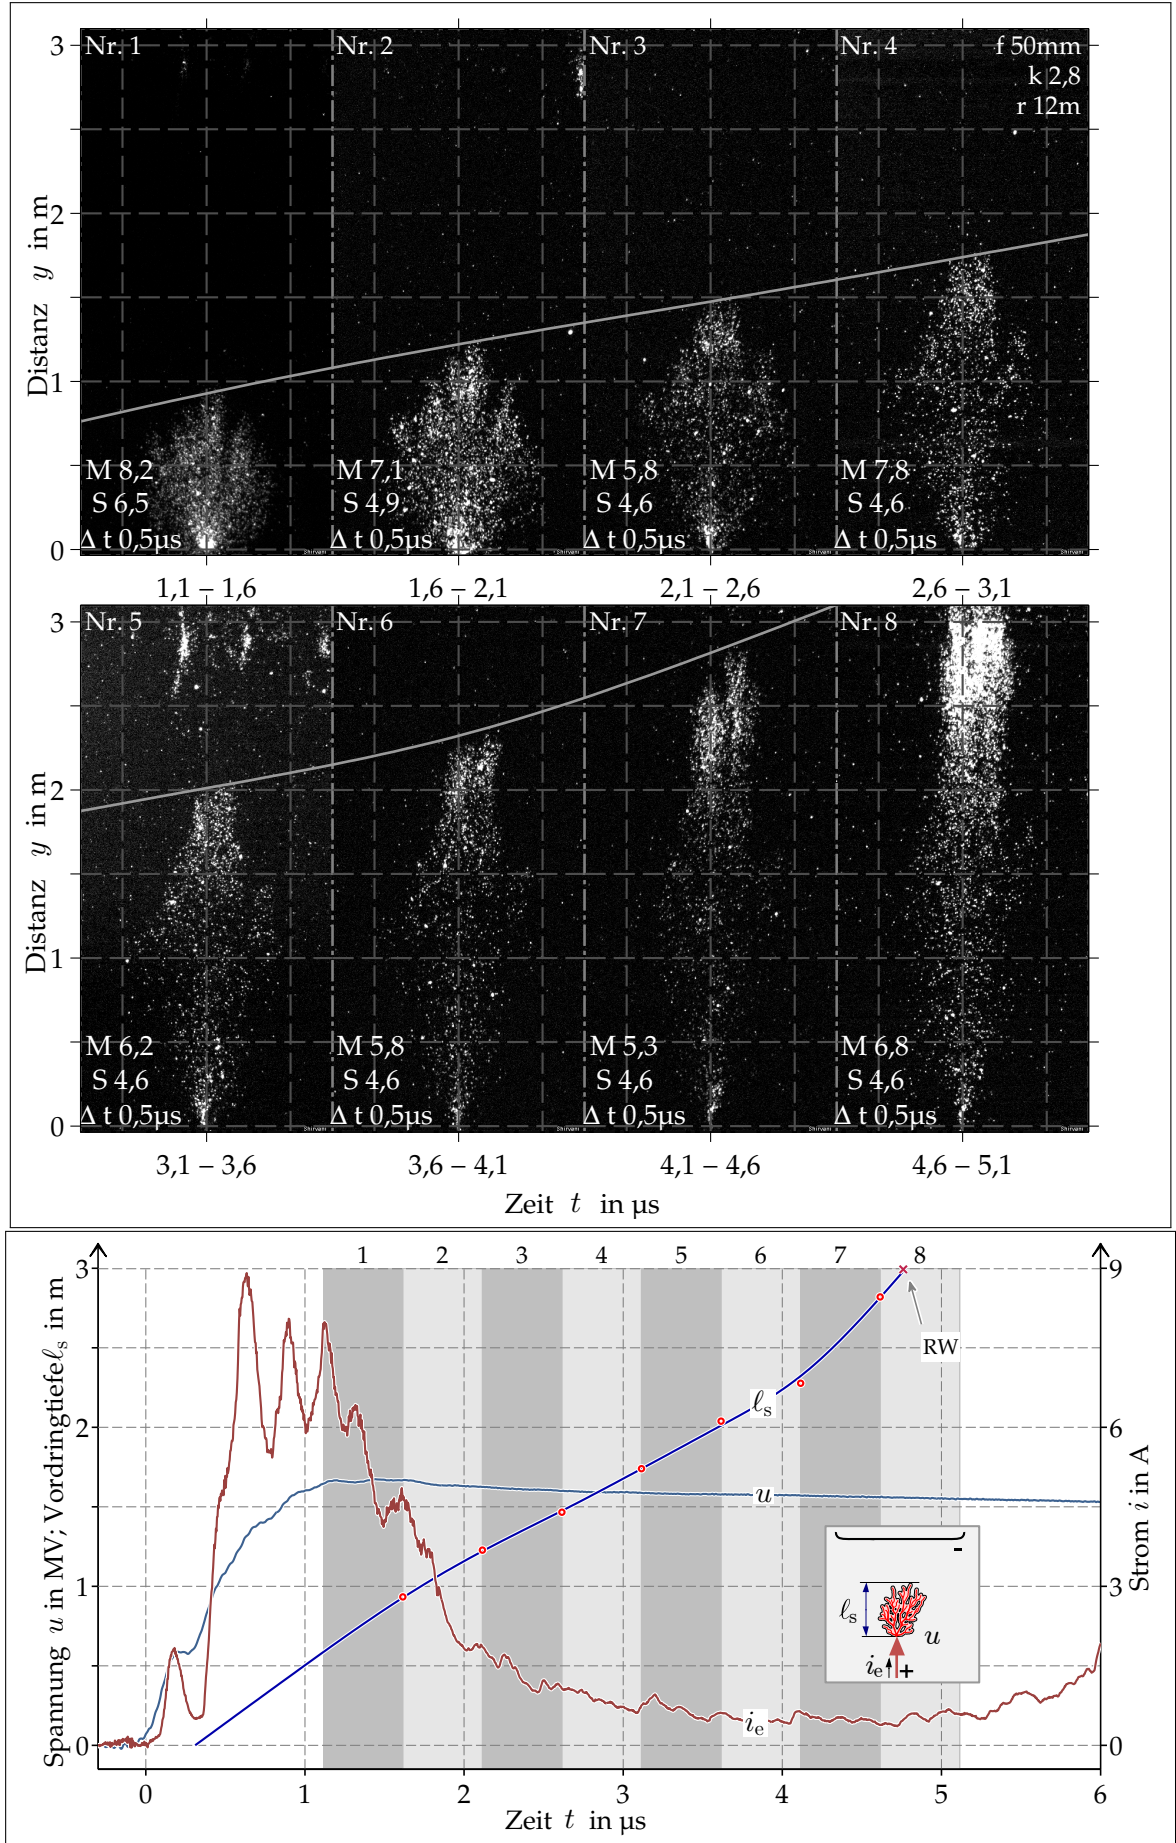 Nr. 1 Nr. 2 Nr. 3 Nr. 4 f 50mm
k 2,8
r 12m
3
2
1
0
Distanz y in m
M 8,2 M 7,1 M 5,8 M 7,8
S 6,5 S 4,9 S 4,6 S 4,6
Δ t 0,5µs Δ t 0,5µs Δ t 0,5µs Δ t 0,5µs
Shirvani Shirvani Shirvani Shirvani
1,1 – 1,6 1,6 – 2,1 2,1 – 2,6 2,6 – 3,1
Nr. 5 Nr. 6 Nr. 7 Nr. 8
3
2
1
0
Distanz y in m
M 6,2 M 5,8 M 5,3 M 6,8
S 4,6 S 4,6 S 4,6 S 4,6
Δ t 0,5µs Δ t 0,5µs Δ t 0,5µs Δ t 0,5µs
Shirvani Shirvani Shirvani Shirvani
3,1 – 3,6 3,6 – 4,1 4,1 – 4,6 4,6 – 5,1
Zeit t in µs
1 2 3 4 5 6 7 8
3
2
1
0
Spannung u in MV; Vordringtiefe ℓs in m
9
6
3
0
Strom i in A
RW
ℓs
u
-
ℓs
u
ie +
ie
0 1 2 3 4 5 6
Zeit t in µs